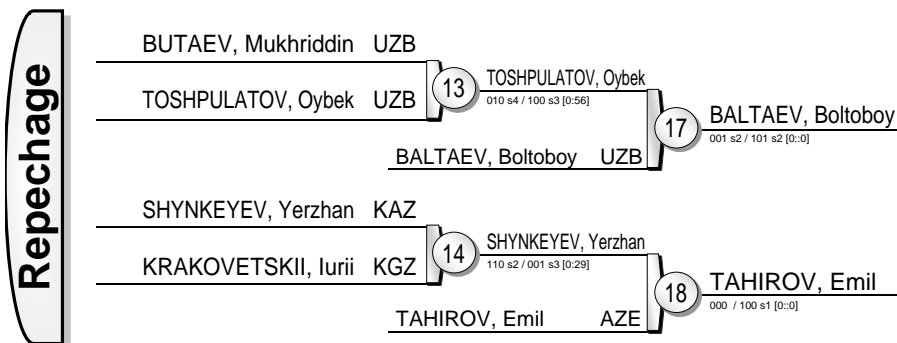 Repechage
BUTAEV, Mukhriddin UZB
TOSHPULATOV, Oybek UZB
13
TOSHPULATOV, Oybek
010 s4 / 100 s3 [0:56]
BALTAEV, Boltoboy UZB
17
BALTAEV, Boltoboy
001 s2 / 101 s2 [0::0]
SHYNKEYEV, Yerzhan KAZ
KRAKOVETSKII, Iurii KGZ
14
SHYNKEYEV, Yerzhan
110 s2 / 001 s3 [0:29]
TAHIROV, Emil AZE
18
TAHIROV, Emil
000 / 100 s1 [0::0]